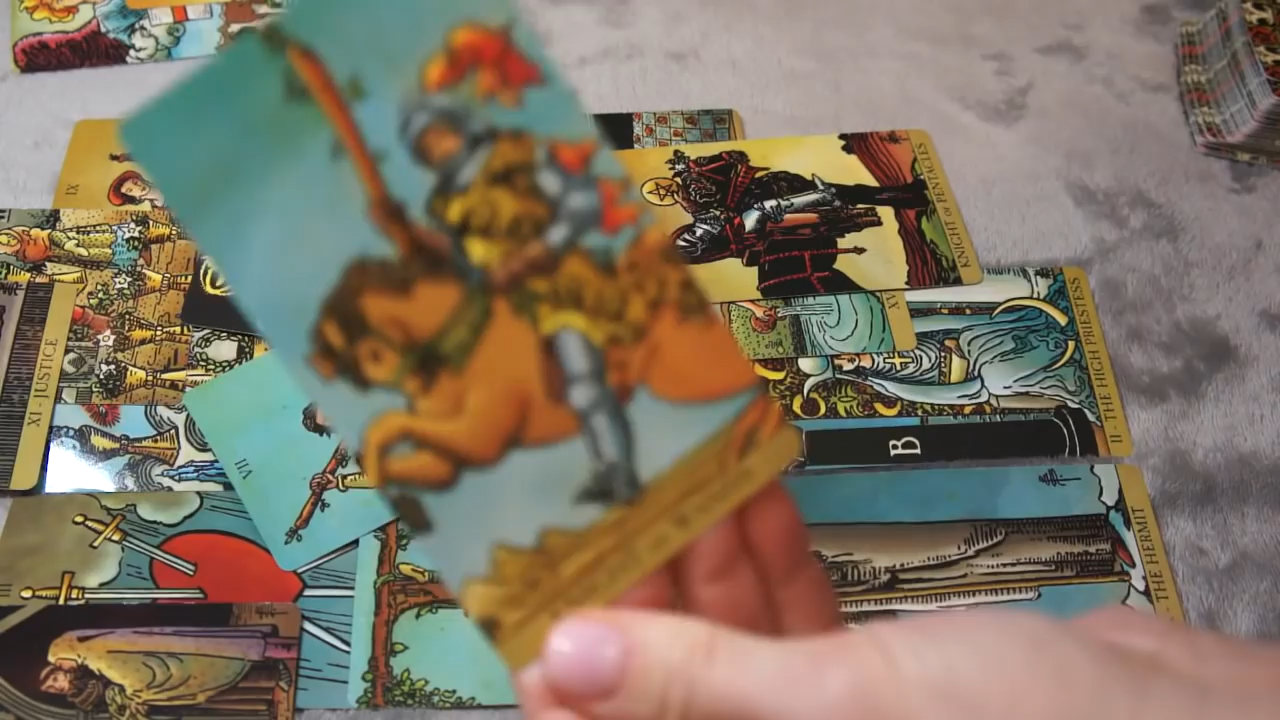 IX
KNIGHT of PENTACLES
XV
II - THE HIGH PRIESTESS
XI - JUSTICE
B
VII
THE HERMIT